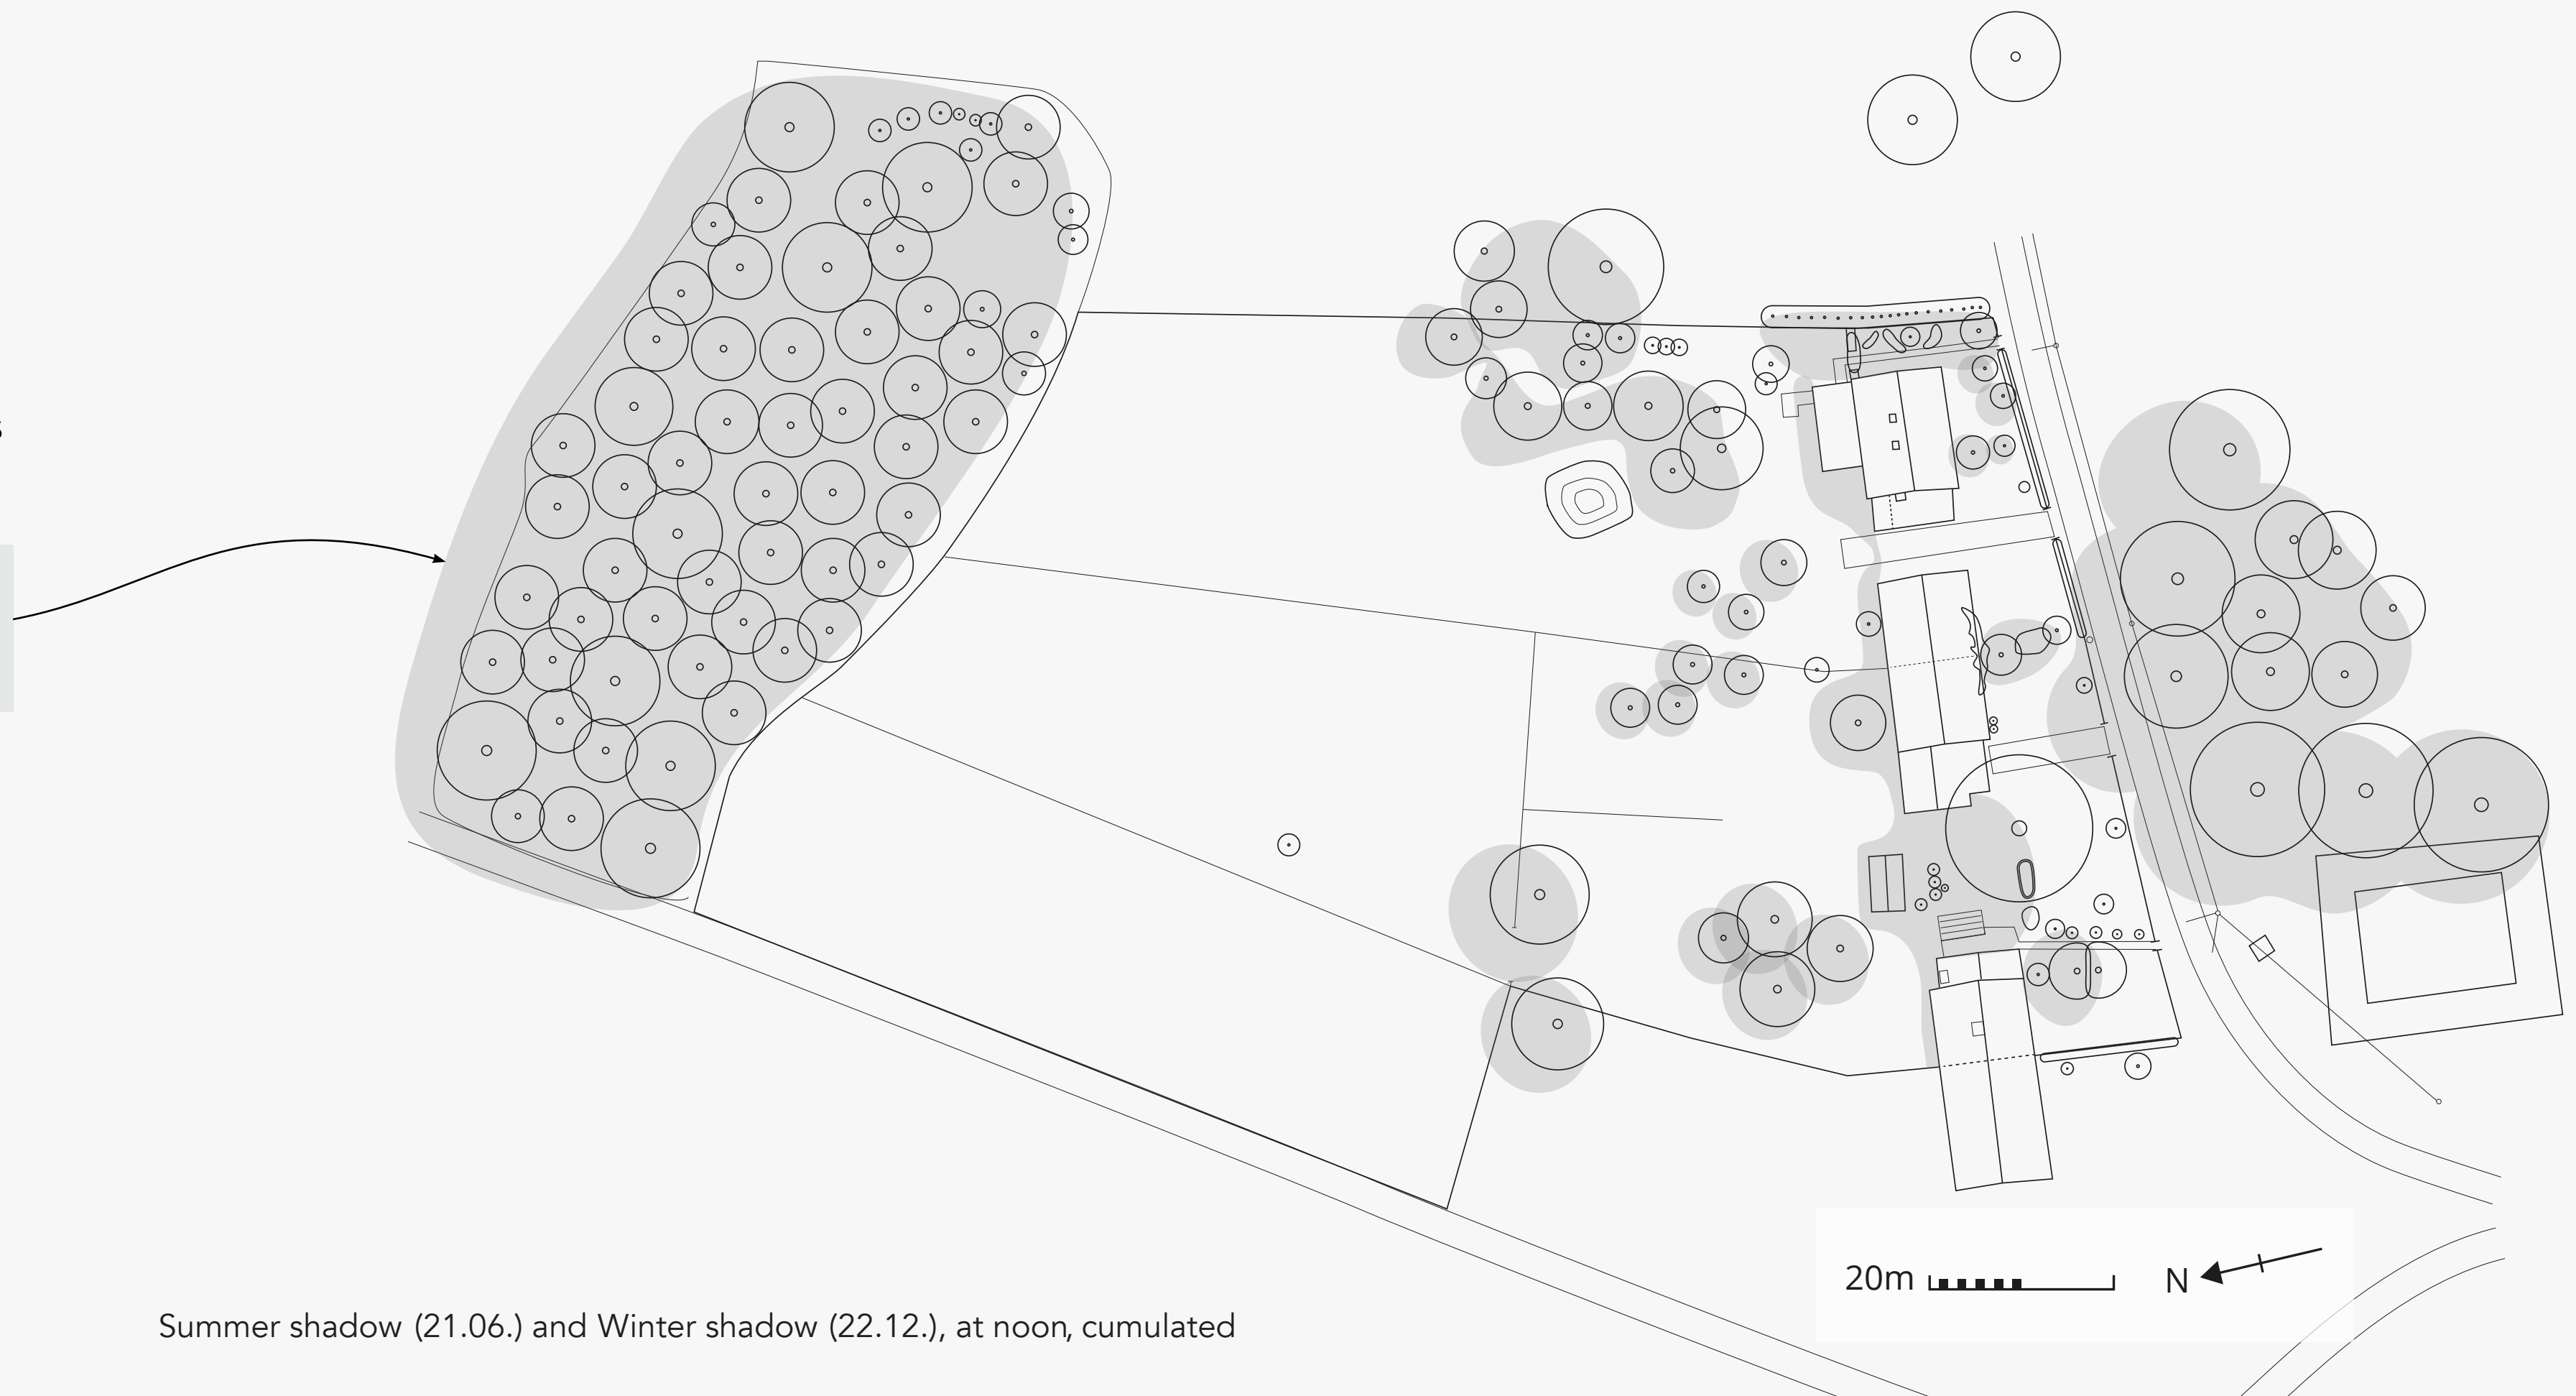 20m
N
Summer shadow (21.06.) and Winter shadow (22.12.), at noon, cumulated